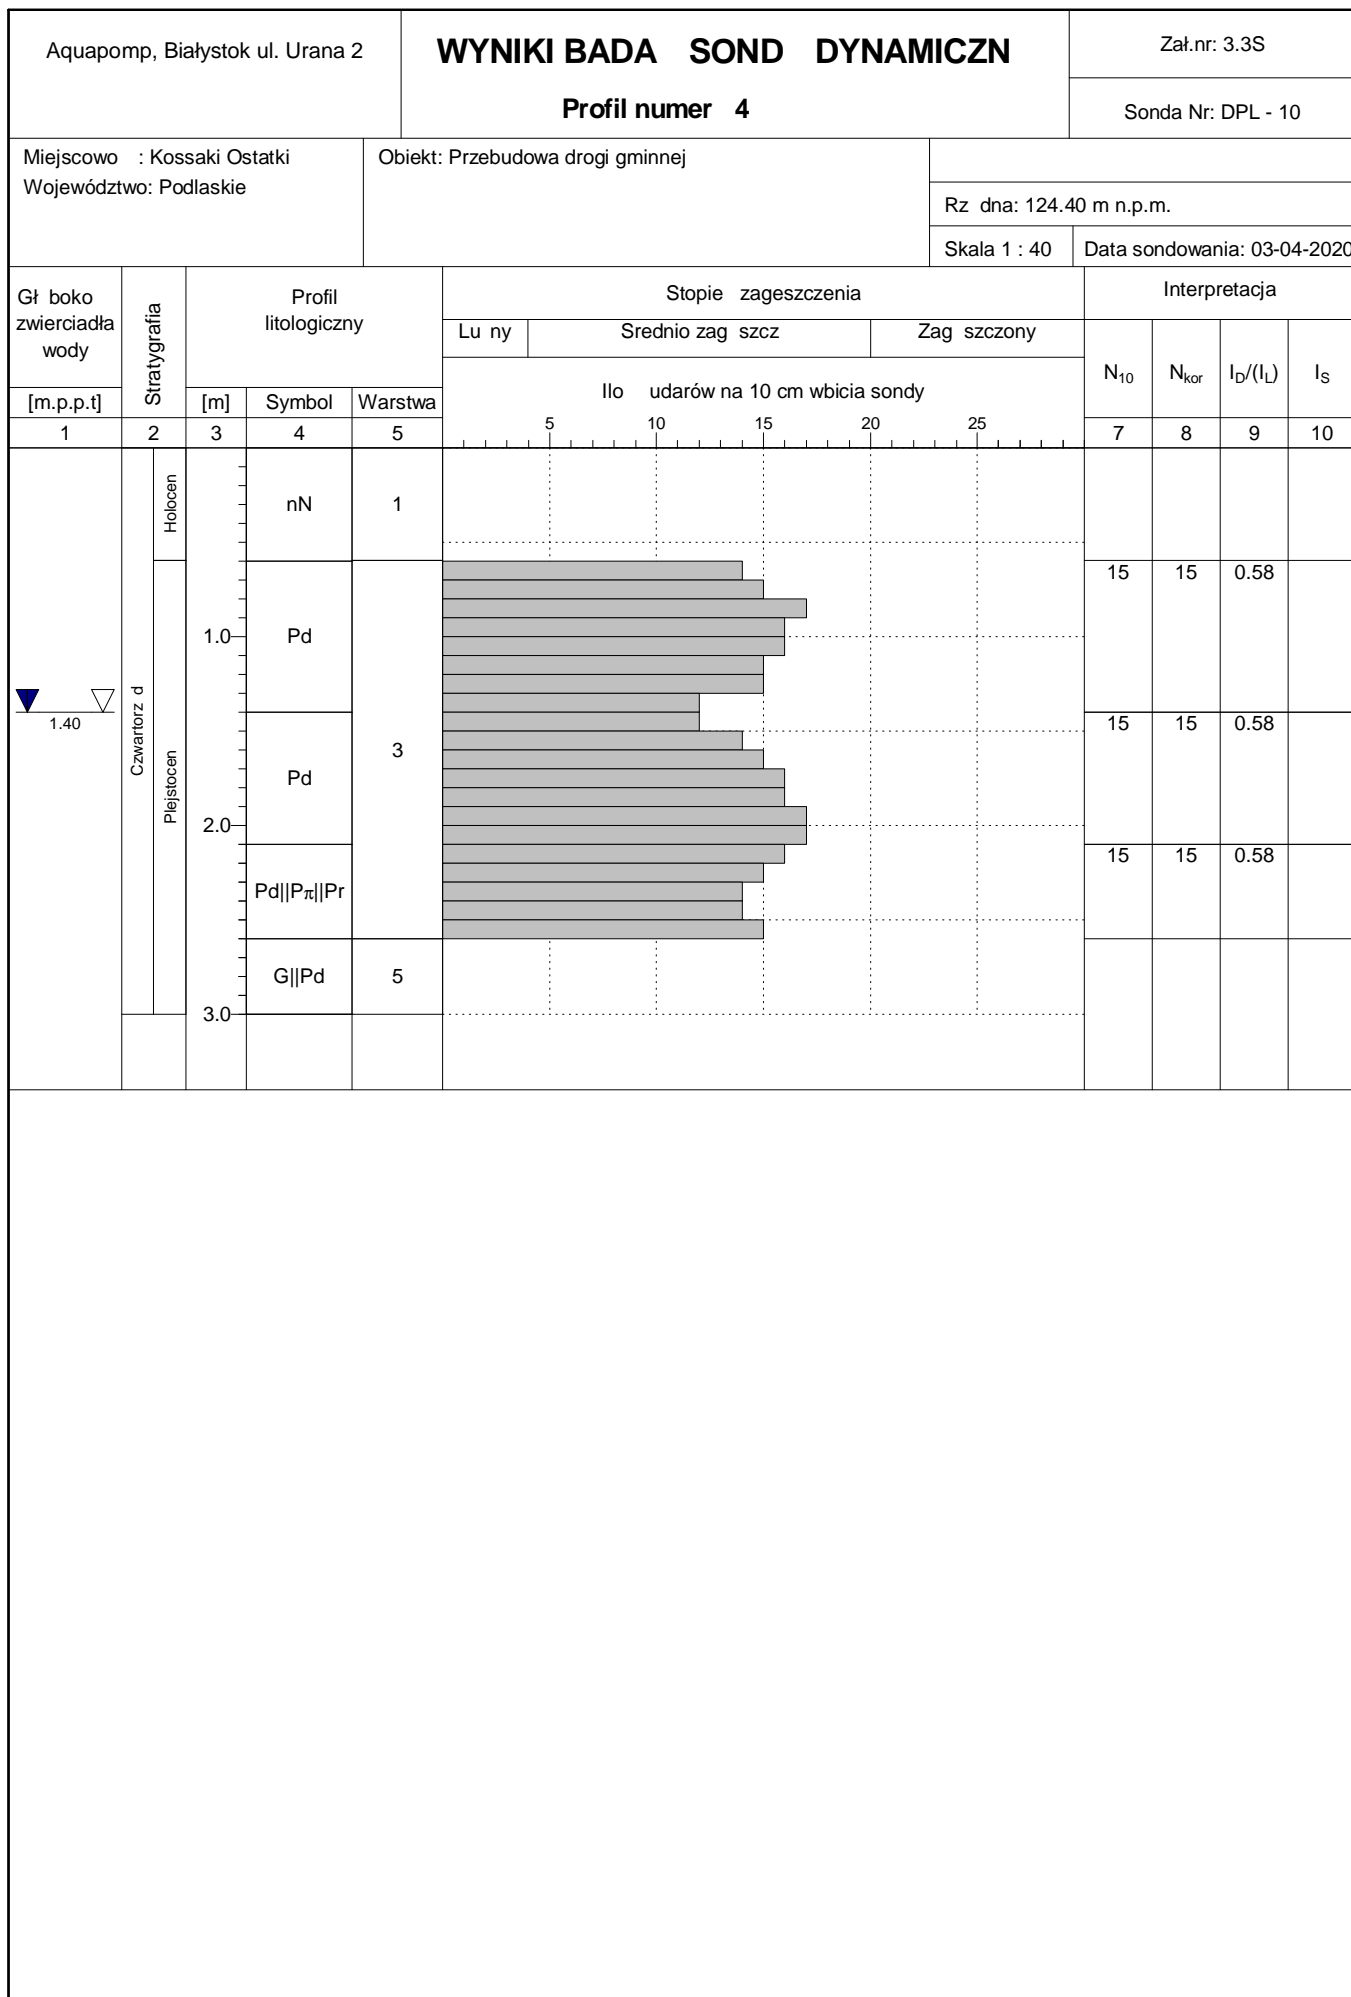 Aquapomp, Białystok ul. Urana 2
WYNIKI BADA SOND DYNAMICZN
Profil numer 4
Zał.nr: 3.3S
Sonda Nr: DPL - 10
Miejscowo : Kossaki Ostatki
Województwo: Podlaskie
Obiekt: Przebudowa drogi gminnej
Rz dna: 124.40 m n.p.m.
Skala 1 : 40
Data sondowania: 03-04-2020
Gł boko
zwierciadła
wody
[m.p.p.t]
Stratygrafia
Profil
litologiczny
[m] Symbol Warstwa
Stopie zageszczenia
Lu ny Srednio zag szcz Zag szczony
Ilo udarów na 10 cm wbicia sondy
5 10 15 20 25
Interpretacja
N10 Nkor ID/(IL) IS
1 2 3 4 5 7 8 9 10
Czwartorz d
Holocen
nN 1
Plejstocen
15 15 0.58
1.0 Pd
1.40
15 15 0.58
3
Pd
2.0
15 15 0.58
Pd||Pπ||Pr
G||Pd 5
3.0